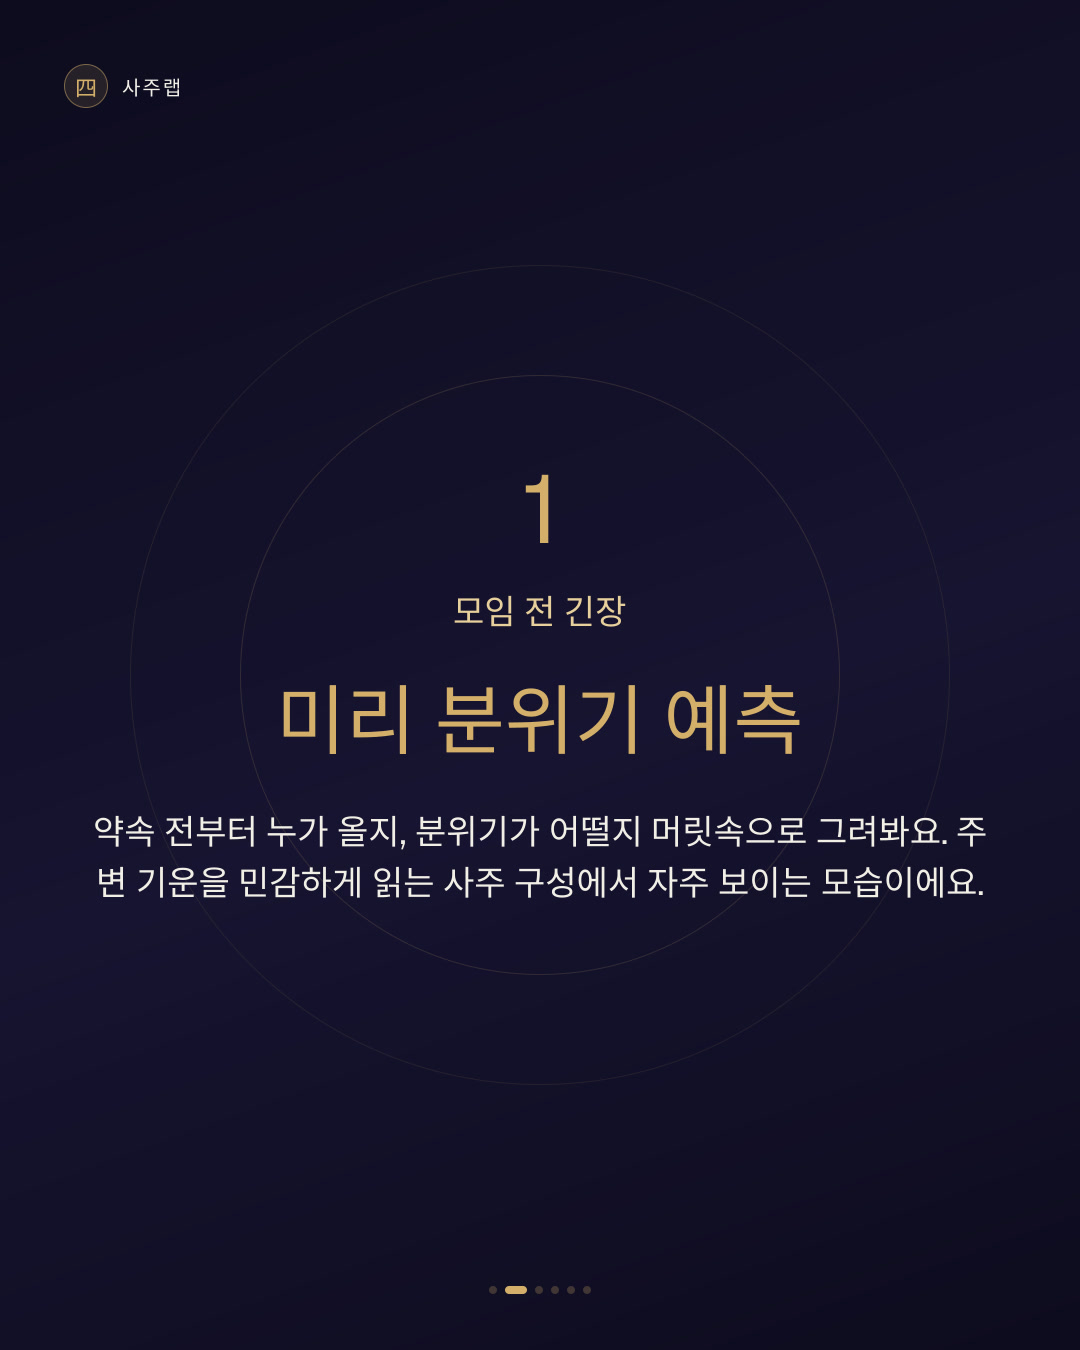 四 사주랩
1
모임 전 긴장
미리 분위기 예측
약속 전부터 누가 올지, 분위기가 어떨지 머릿속으로 그려봐요. 주
변 기운을 민감하게 읽는 사주 구성에서 자주 보이는 모습이에요.